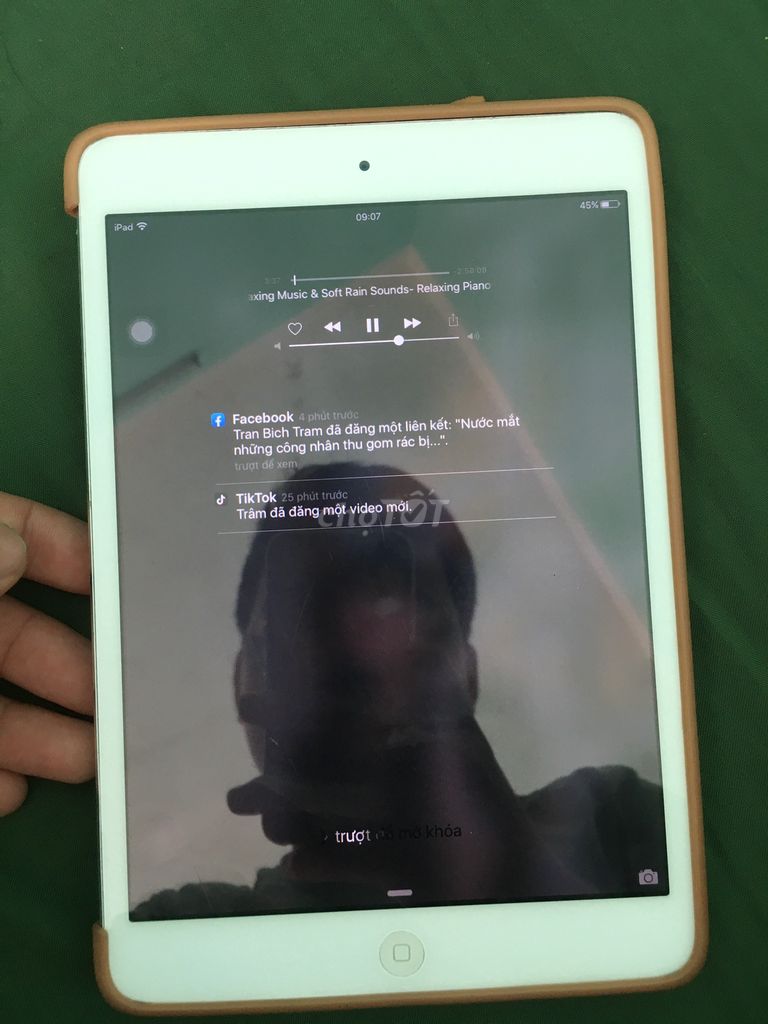 iPad
09:07
45%
3:37
-2:58:08
axing Music & Soft Rain Sounds- Relaxing Piano
Facebook 4 phút trước
Tran Bich Tram đã đăng một liên kết: "Nước mắt
những công nhân thu gom rác bị...".
trượt để xem
TikTok 25 phút trước
Trâm đã đăng một video mới.
chợTỐT
› trượt để mở khóa